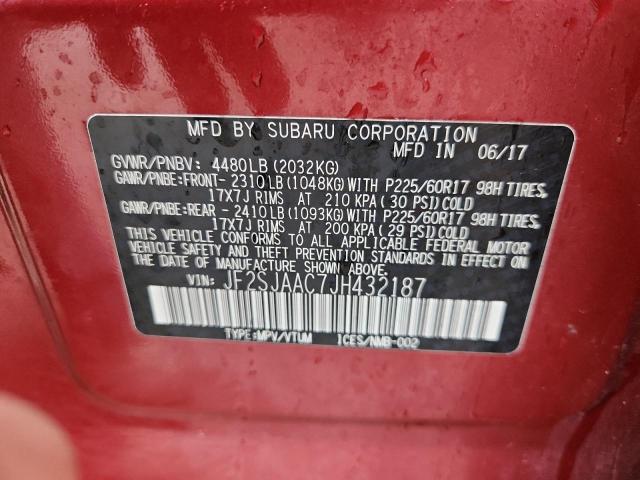 MFD BY SUBARU CORPORATION
MFD IN 06/17
GVWR/PNBV: 4480LB (2032KG)
GAWR/PNBE:FRONT- 2310LB(1048KG)WITH P225/60R17 98H TIRES,
17X7J RIMS AT 210 KPA (30 PSI)COLD
GAWR/PNBE:REAR - 2410LB(1093KG)WITH P225/60R17 98H TIRES,
17X7J RIMS AT 200 KPA (29 PSI)COLD
THIS VEHICLE CONFORMS TO ALL APPLICABLE FEDERAL MOTOR
VEHICLE SAFETY AND THEFT PREVENTION STANDARDS IN EFFECT ON
THE DATE OF MANUFACTURE SHOWN ABOVE.
VIN: JF2SJAAC7JH432187
TYPE:MPV/VTUM ICES/NMB-002